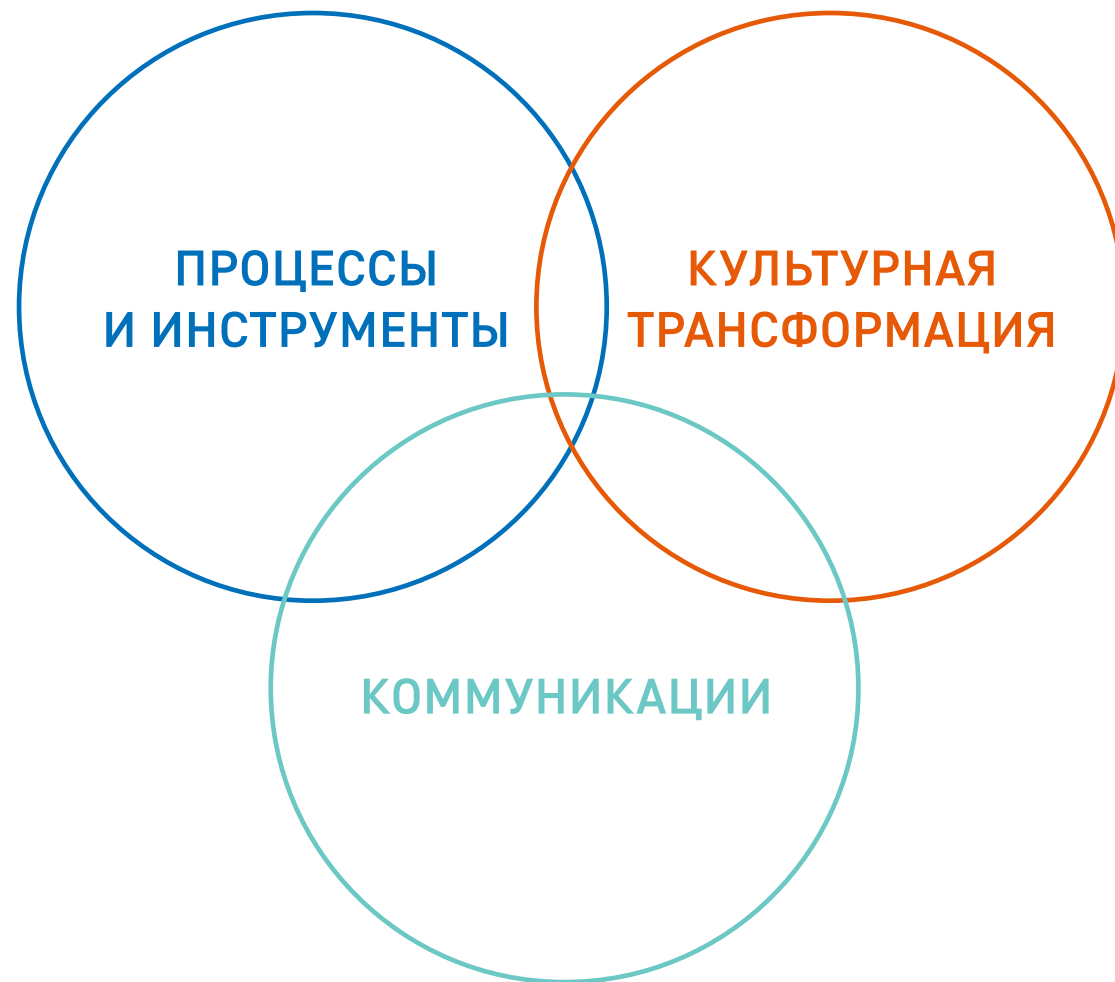 ПРОЦЕССЫ
И ИНСТРУМЕНТЫ
КУЛЬТУРНАЯ
ТРАНСФОРМАЦИЯ
КОММУНИКАЦИИ